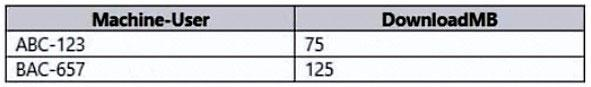 Machine-User DownloadMB
ABC-123 75
BAC-657 125